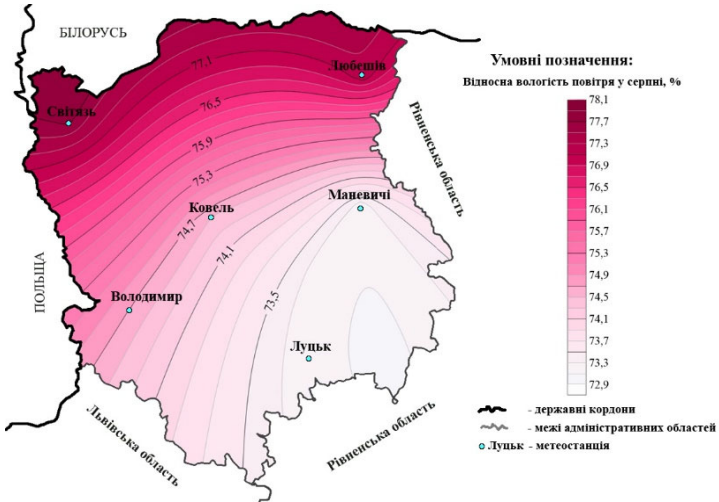 БІЛОРУСЬ
ПОЛЬЩА
Світязь
Любешів
Маневичі
Ковель
Володимир
Луцьк
77,1
76,5
75,9
75,3
74,7
74,1
73,5
Рівненська область
Рівненська область
Львівська область
Умовні позначення:
Відносна вологість повітря у серпні, %
78,1
77,7
77,3
76,9
76,5
76,1
75,7
75,3
74,9
74,5
74,1
73,7
73,3
72,9
- державні кордони
- межі адміністративних областей
Луцьк - метеостанція